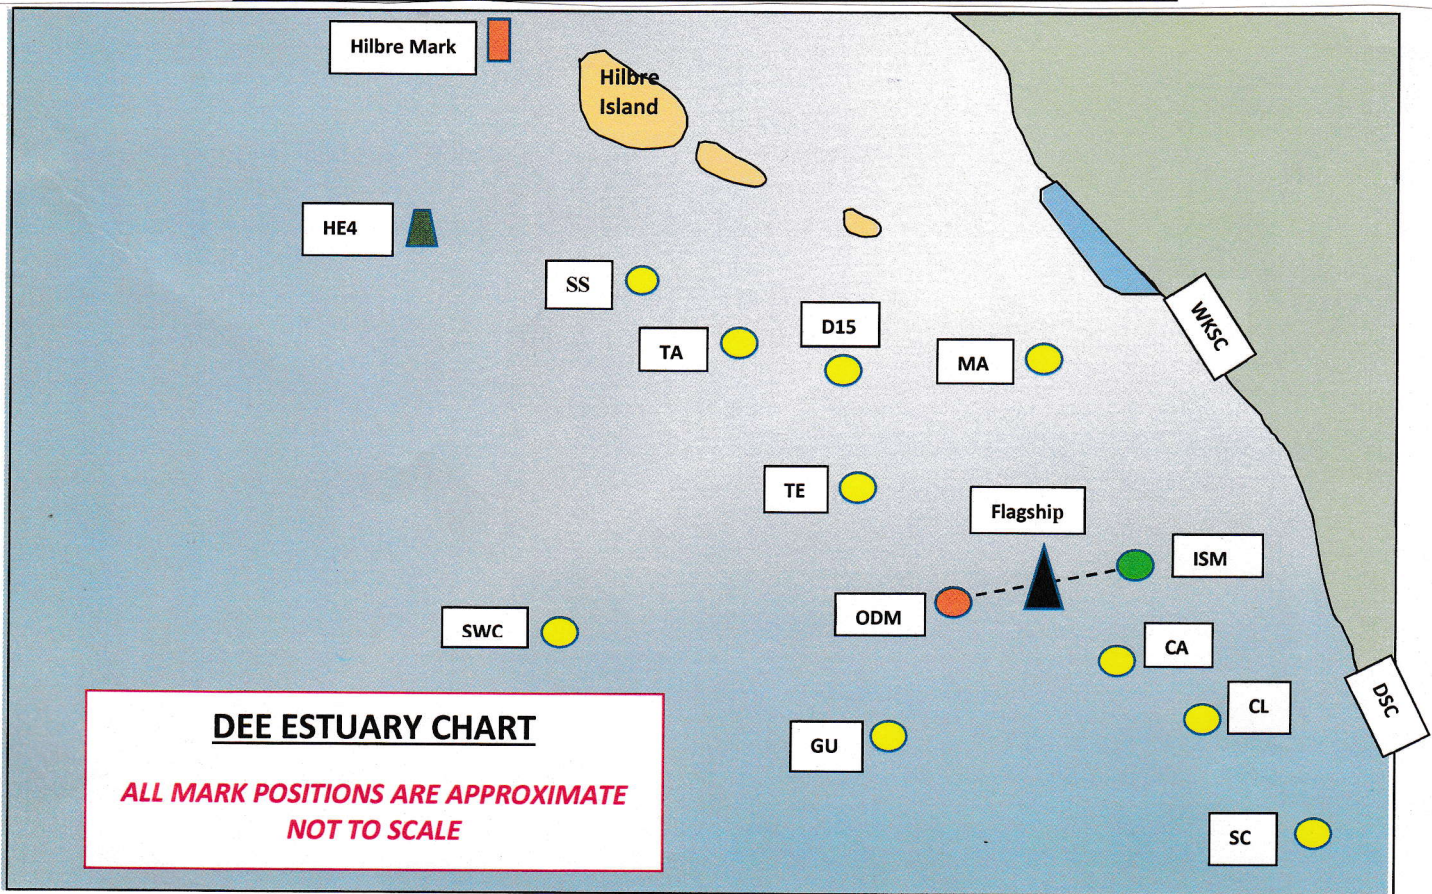 Hilbre Mark
Hilbre
Island
HE4
SS
TA
D15
MA
WKSC
TE
Flagship
ISM
ODM
SWC
CA
CL
DSC
GU
SC
DEE ESTUARY CHART
ALL MARK POSITIONS ARE APPROXIMATE
NOT TO SCALE